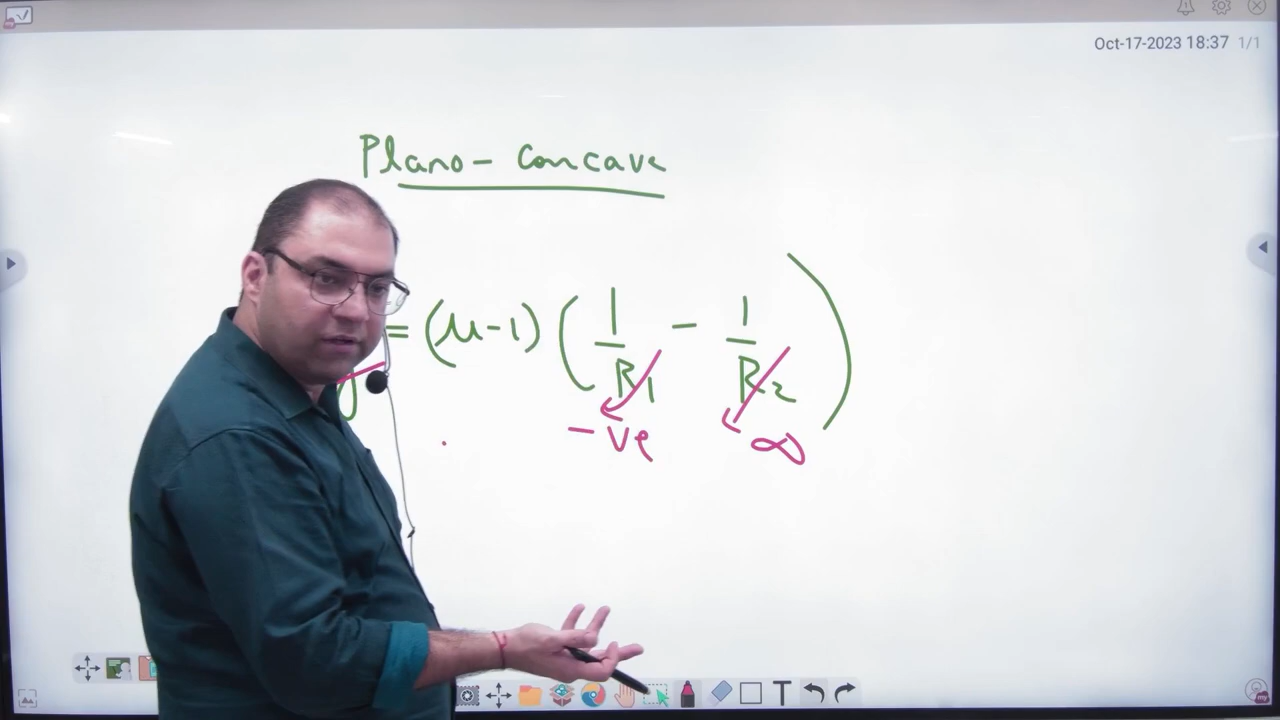 Oct-17-2023 18:37 1/1
Plano - Concave
= (μ-1) ( 1/R1 - 1/R2 )
-ve ∞